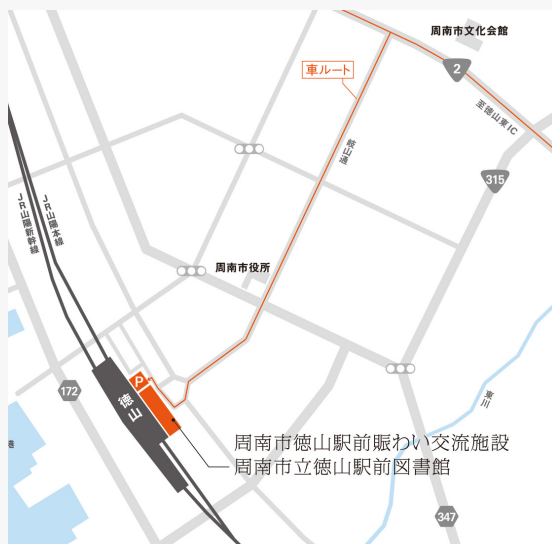 周南市文化会館
2
車ルート
至徳山東IC
岐山通
315
JR山陽新幹線
JR山陽本線
周南市役所
P
172
徳山
東川
港
周南市徳山駅前賑わい交流施設
周南市立徳山駅前図書館
347